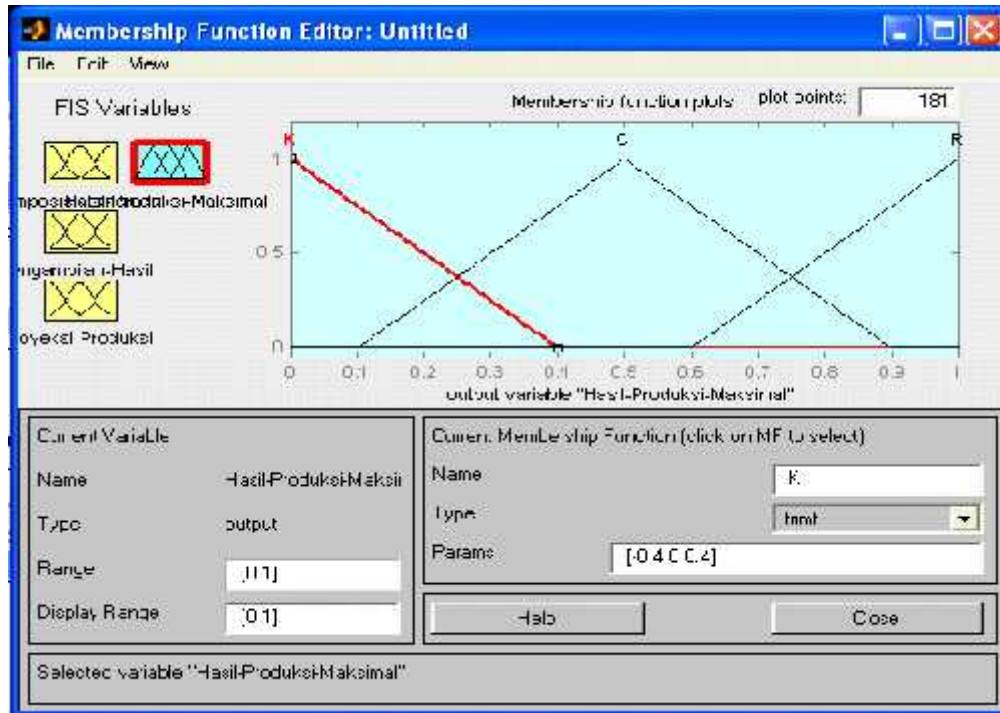 Membership Function Editor: Untitled
File Edit View
FIS Variables
Membership function plots plot points: 181
K C R
1
0.5
0
0 0.1 0.2 0.3 0.4 0.5 0.6 0.7 0.8 0.9 1
output variable "Hasil-Produksi-Maksimal"
-Hasil
oyeksi-Produksi
Current Variable
Name Hasil-Produksi-Maksir
Type output
Range [0 1]
Display Range [0 1]
Current Membership Function (click on MF to select)
Name K
Type trimf
Params [-0.4 0 0.4]
Help Close
Selected variable "Hasil-Produksi-Maksimal"